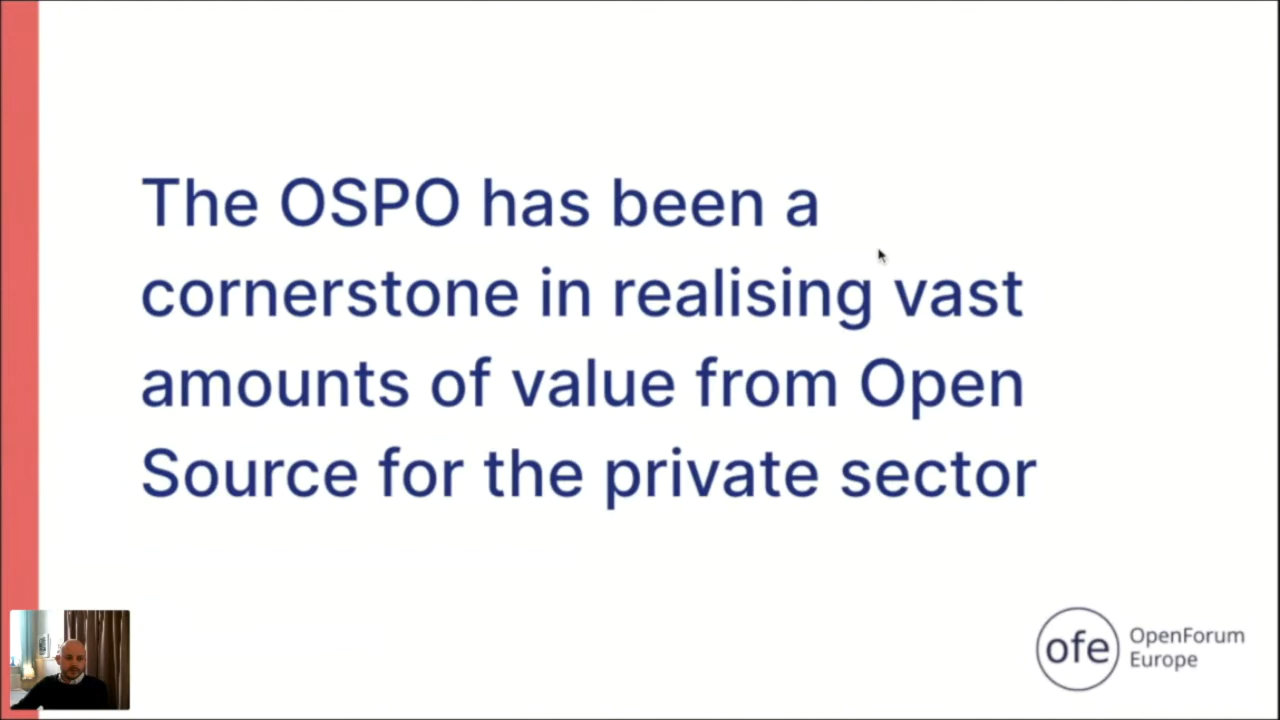 The OSPO has been a
cornerstone in realising vast
amounts of value from Open
Source for the private sector
ofe
OpenForum
Europe